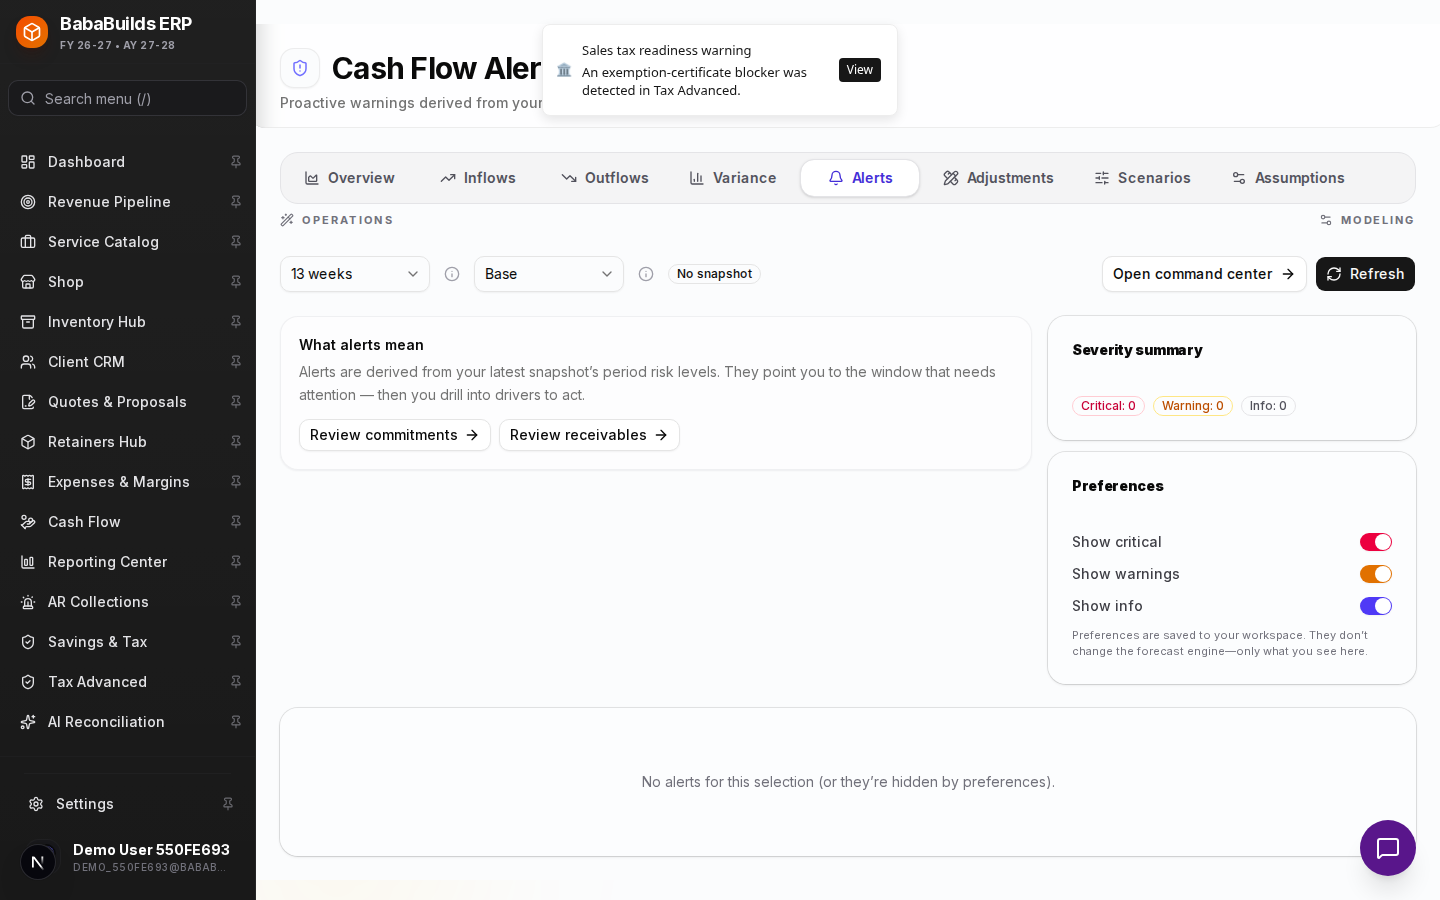 BabaBuilds ERP
FY 26-27 • AY 27-28
Search menu (/)
Dashboard
Revenue Pipeline
Service Catalog
Shop
Inventory Hub
Client CRM
Quotes & Proposals
Retainers Hub
Expenses & Margins
Cash Flow
Reporting Center
AR Collections
Savings & Tax
Tax Advanced
AI Reconciliation
Settings
Demo User 550FE693
DEMO_550FE693@BABAB...
Cash Flow Aler
Proactive warnings derived from your
Sales tax readiness warning
An exemption-certificate blocker was
detected in Tax Advanced.
View
Overview
Inflows
Outflows
Variance
Alerts
Adjustments
Scenarios
Assumptions
OPERATIONS
MODELING
13 weeks
Base
No snapshot
Open command center
Refresh
What alerts mean
Alerts are derived from your latest snapshot’s period risk levels. They point you to the window that needs
attention — then you drill into drivers to act.
Review commitments
Review receivables
Severity summary
Critical: 0
Warning: 0
Info: 0
Preferences
Show critical
Show warnings
Show info
Preferences are saved to your workspace. They don’t
change the forecast engine—only what you see here.
No alerts for this selection (or they’re hidden by preferences).